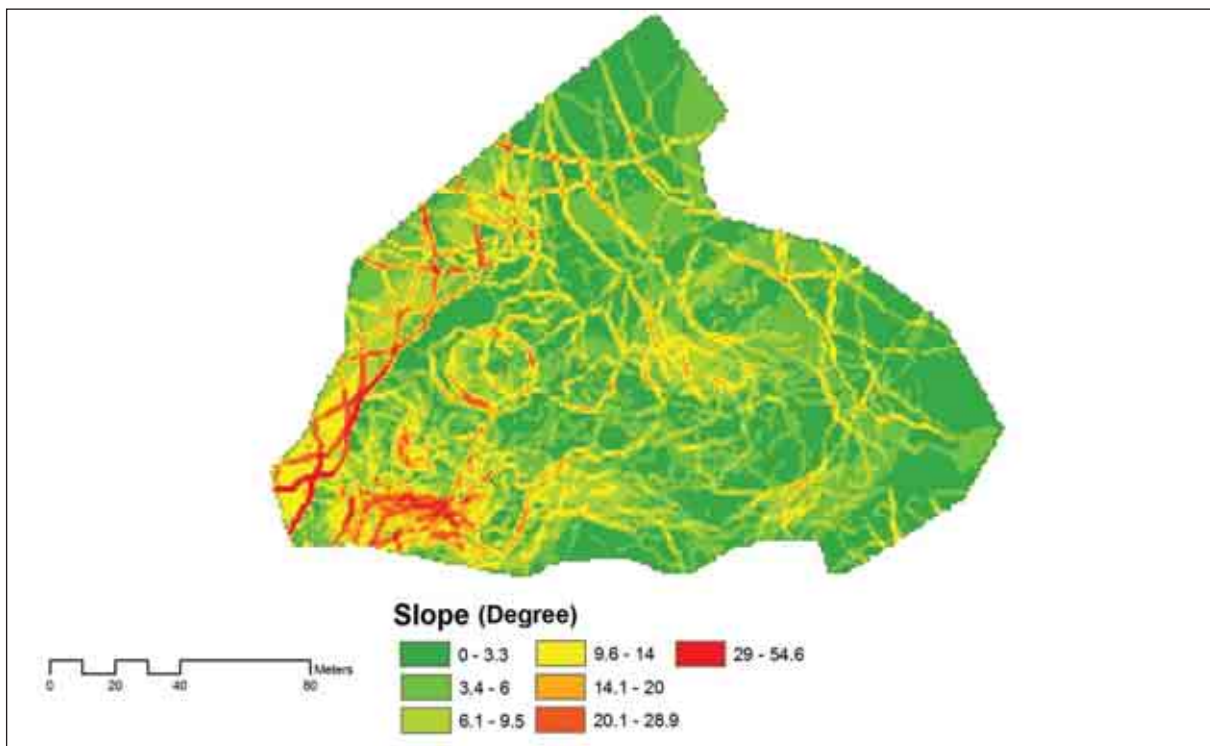 Slope (Degree)
0 - 3.3
9.6 - 14
29 - 54.6
3.4 - 6
14.1 - 20
6.1 - 9.5
20.1 - 28.9
Meters
0 20 40 80